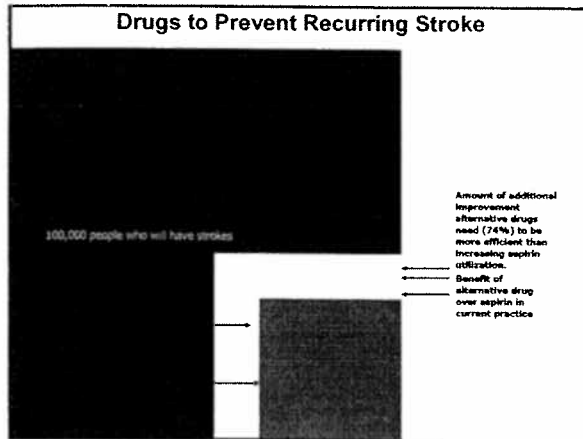 Drugs to Prevent Recurring Stroke
100,000 people who will have strokes
Amount of additional
improvement
alternative drugs
need (74%) to be
more efficient than
increasing aspirin
utilization.
Benefit of
alternative drug
over aspirin in
current practice